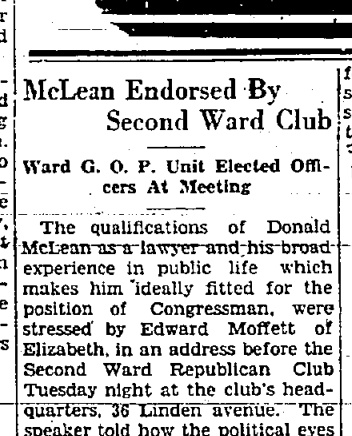 McLean Endorsed By
Second Ward Club
Ward G. O. P. Unit Elected Offi-
cers At Meeting
The qualifications of Donald
McLean as a lawyer and his broad
experience in public life which
makes him ideally fitted for the
position of Congressman, were
stressed by Edward Moffett of
Elizabeth, in an address before the
Second Ward Republican Club
Tuesday night at the club's head-
quarters, 36 Linden avenue. The
speaker told how the political eyes